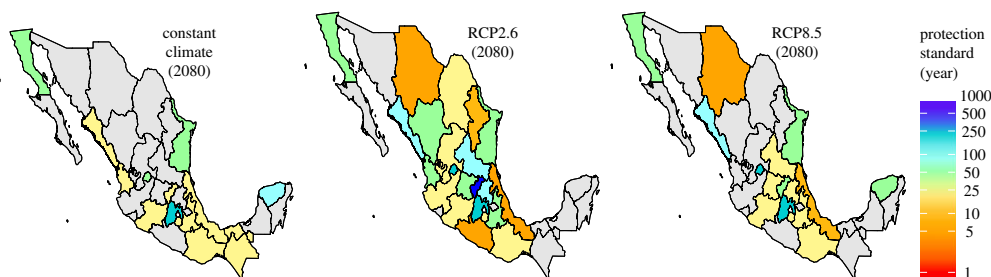 constant
climate
(2080)
RCP2.6
(2080)
RCP8.5
(2080)
protection
standard
(year)
1000
500
250
100
50
25
10
5
1